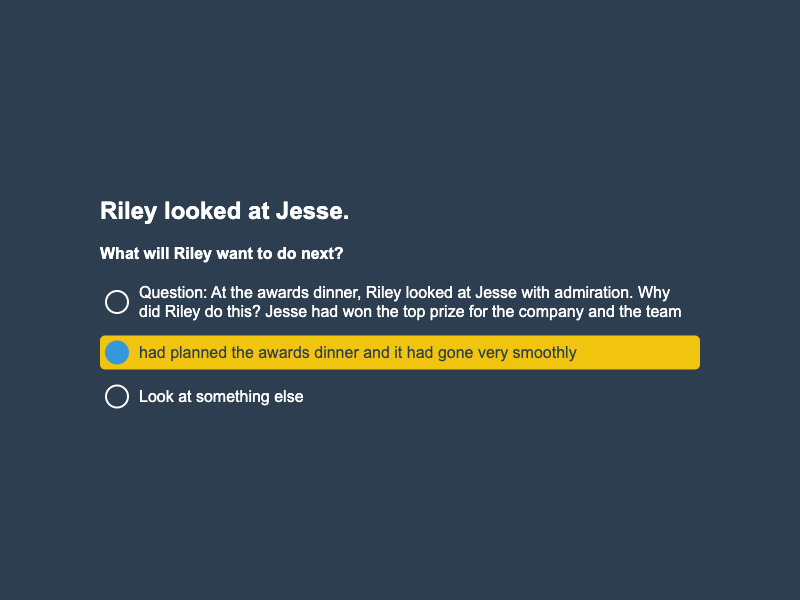 Riley looked at Jesse.
What will Riley want to do next?
Question: At the awards dinner, Riley looked at Jesse with admiration. Why
did Riley do this? Jesse had won the top prize for the company and the team
had planned the awards dinner and it had gone very smoothly
Look at something else